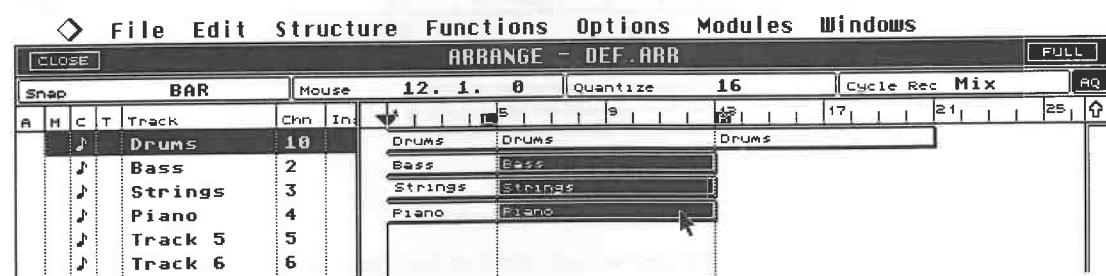 File Edit Structure Functions Options Modules Windows
CLOSE ARRANGE - DEF.ARR FULL
Snap BAR Mouse 12. 1. 0 Quantize 16 Cycle Rec Mix AQ
A M C T Track Chn In 5 9 17 21 25
Drums 10 Drums Drums Drums
Bass 2 Bass Bass
Strings 3 Strings Strings
Piano 4 Piano Piano
Track 5 5
Track 6 6